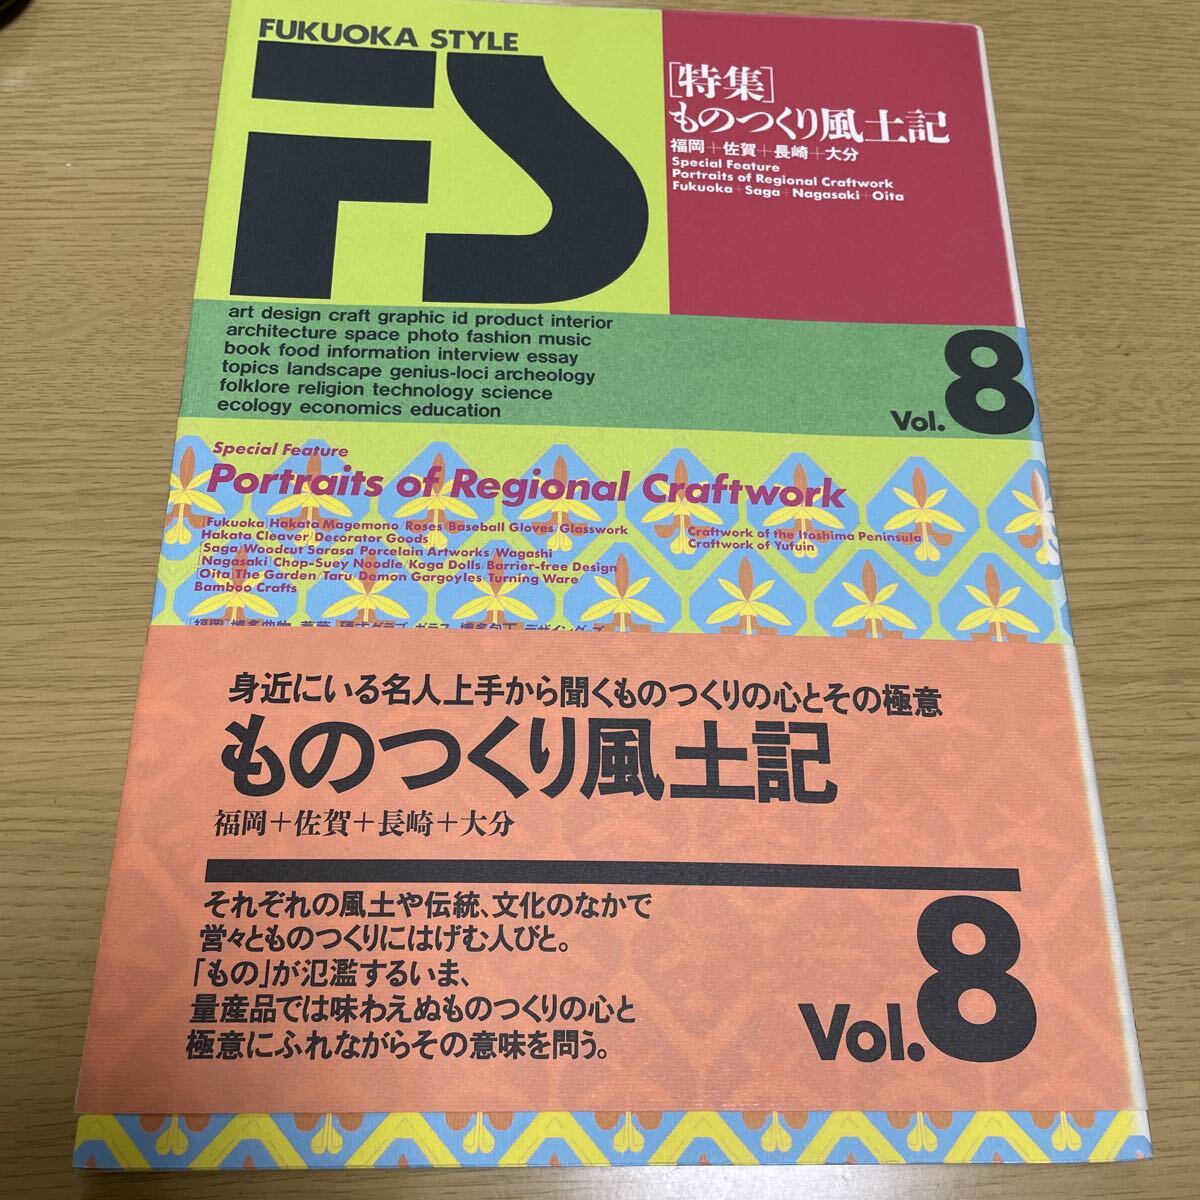 FUKUOKA STYLE
FS
[特集]
ものつくり風土記
福岡+佐賀+長崎+大分
Special Feature
Portraits of Regional Craftwork
Fukuoka+Saga+Nagasaki+Oita
art design craft graphic id product interior
architecture space photo fashion music
book food information interview essay
topics landscape genius-loci archeology
folklore religion technology science
ecology economics education
Vol.8
Special Feature
Portraits of Regional Craftwork
[Fukuoka]Hakata Magemono/Roses/Baseball Gloves/Glasswork
Hakata Cleaver/Decorator Goods
[Saga]Woodcut Sarasa/Porcelain Artworks/Wagashi
[Nagasaki]Chop-Suey Noodle/Koga Dolls/Barrier-free Design
[Oita]The Garden/Taru/Demon Gargoyles/Turning Ware/
Bamboo Crafts
Craftwork of the Itoshima Peninsula
Craftwork of Yufuin
身近にいる名人上手から聞くものつくりの心とその極意
ものつくり風土記
福岡+佐賀+長崎+大分
それぞれの風土や伝統、文化のなかで
営々とものつくりにはげむ人びと。
「もの」が氾濫するいま、
量産品では味わえぬものつくりの心と
極意にふれながらその意味を問う。
Vol.8